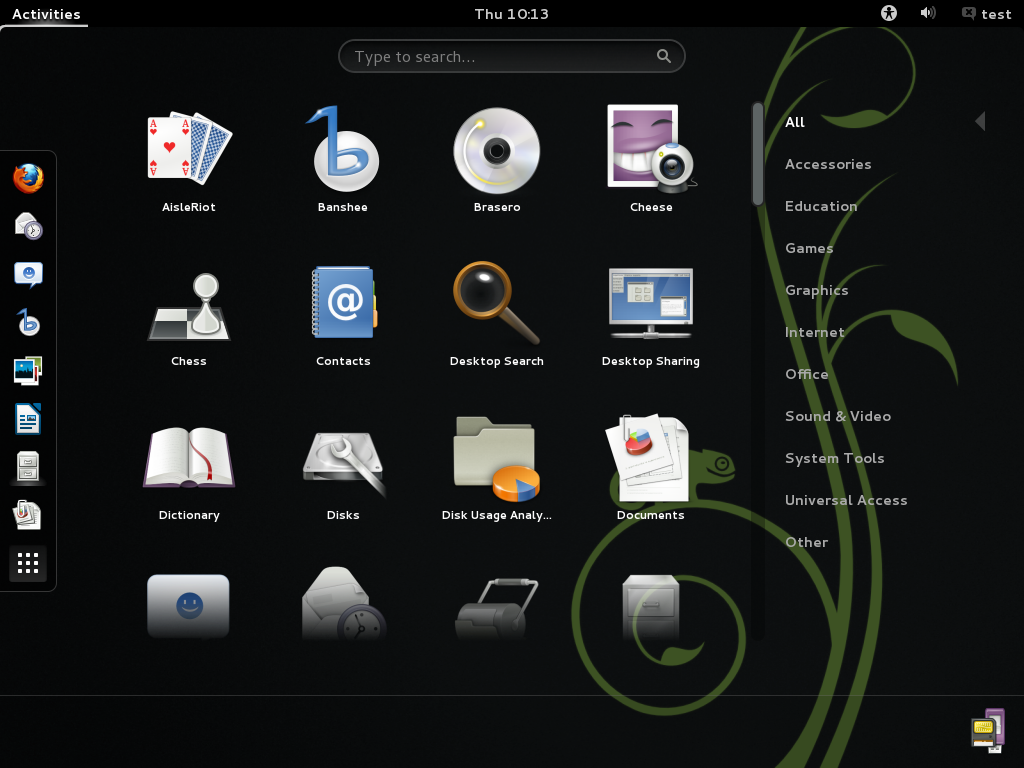 Activities
Thu 10:13
test
Type to search...
AisleRiot
Banshee
Brasero
Cheese
Chess
Contacts
Desktop Search
Desktop Sharing
Dictionary
Disks
Disk Usage Analy...
Documents
All
Accessories
Education
Games
Graphics
Internet
Office
Sound & Video
System Tools
Universal Access
Other